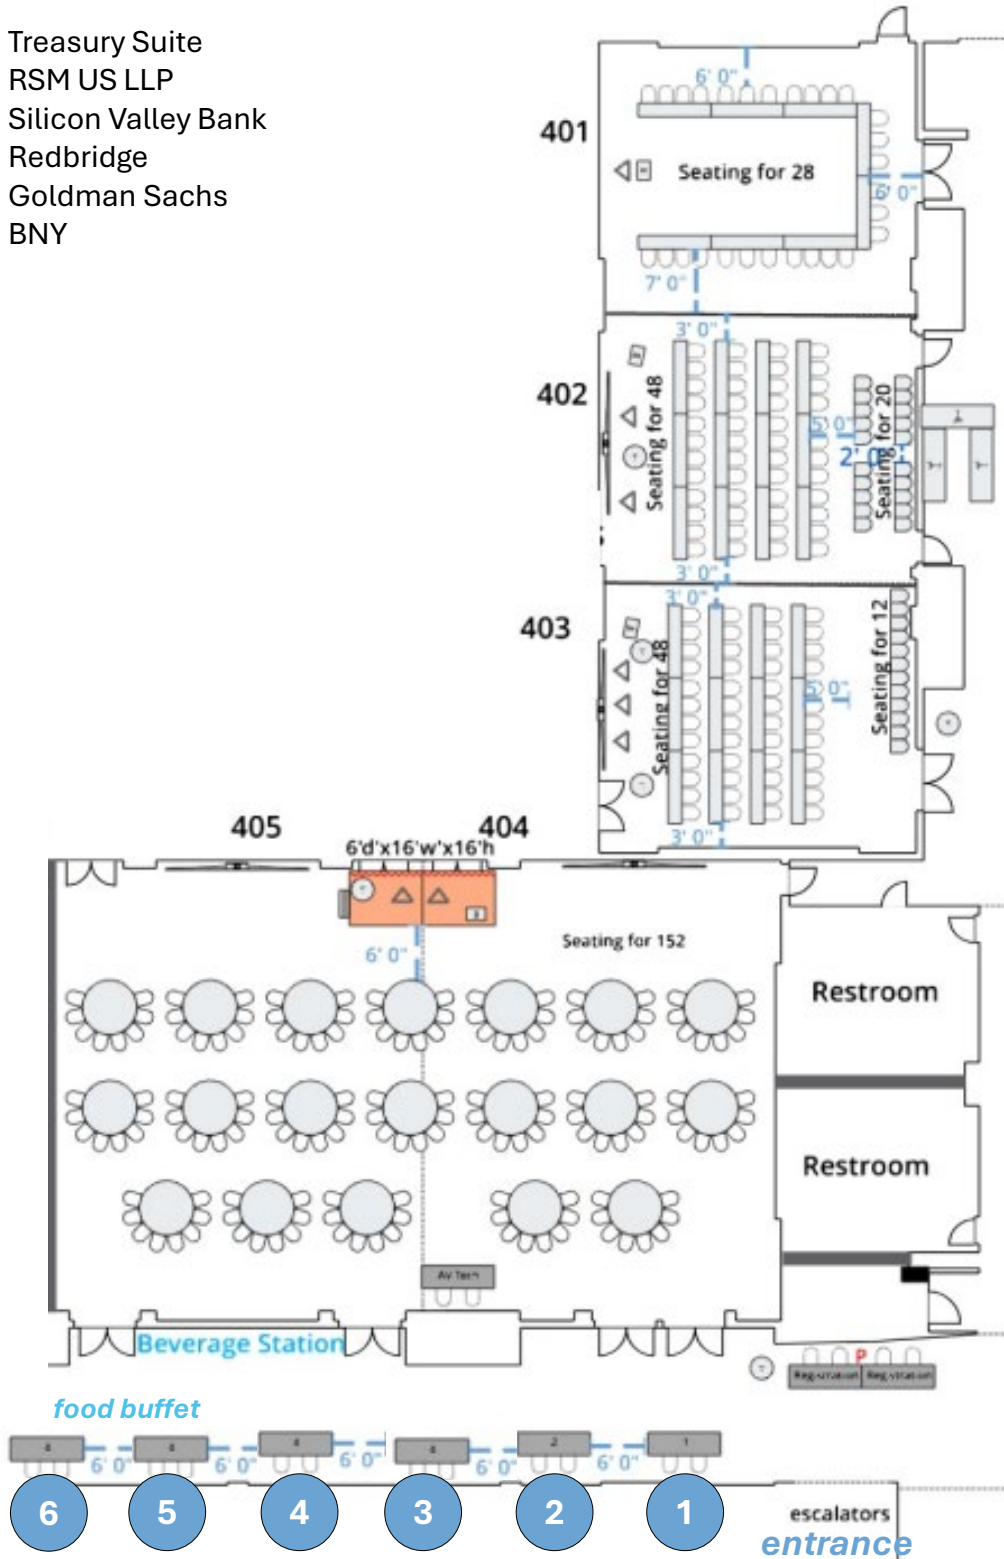 Treasury Suite
RSM US LLP
Silicon Valley Bank
Redbridge
Goldman Sachs
BNY
6' 0"
401
Seating for 28
6' 0"
7' 0"
3' 0"
402
Seating for 48
5' 0"
2' 0"
Seating for 20
3' 0"
3' 0"
403
Seating for 48
5' 0"
Seating for 12
3' 0"
405
404
6'd'x16'w'x16'h
6' 0"
Seating for 152
Restroom
Restroom
AV Tech
Beverage Station
P
Registration Registration
food buffet
2 1
6' 0" 6' 0" 6' 0" 6' 0" 6' 0"
6 5 4 3 2 1
escalators
entrance